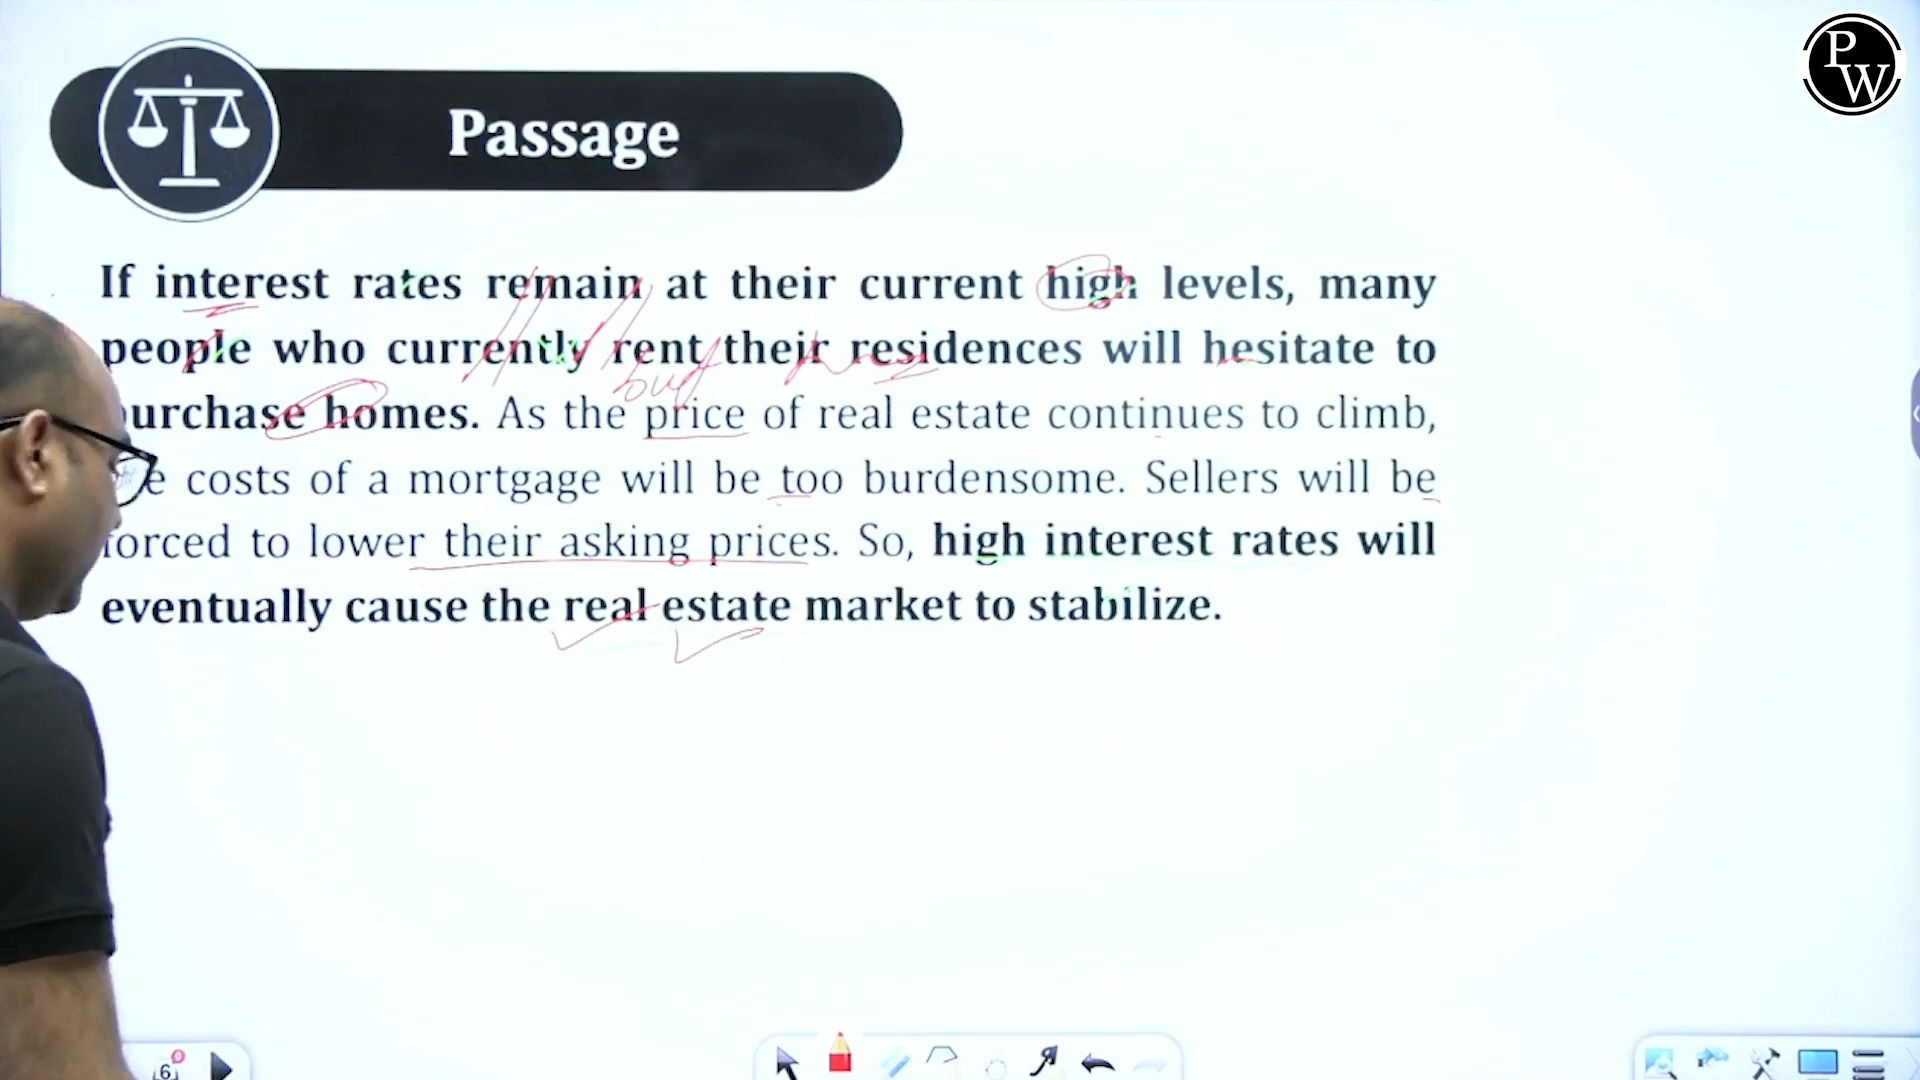 PW
Passage
If interest rates remain at their current high levels, many
people who currently rent their residences will hesitate to
purchase homes. As the price of real estate continues to climb,
costs of a mortgage will be too burdensome. Sellers will be
forced to lower their asking prices. So, high interest rates will
eventually cause the real estate market to stabilize.
but
6